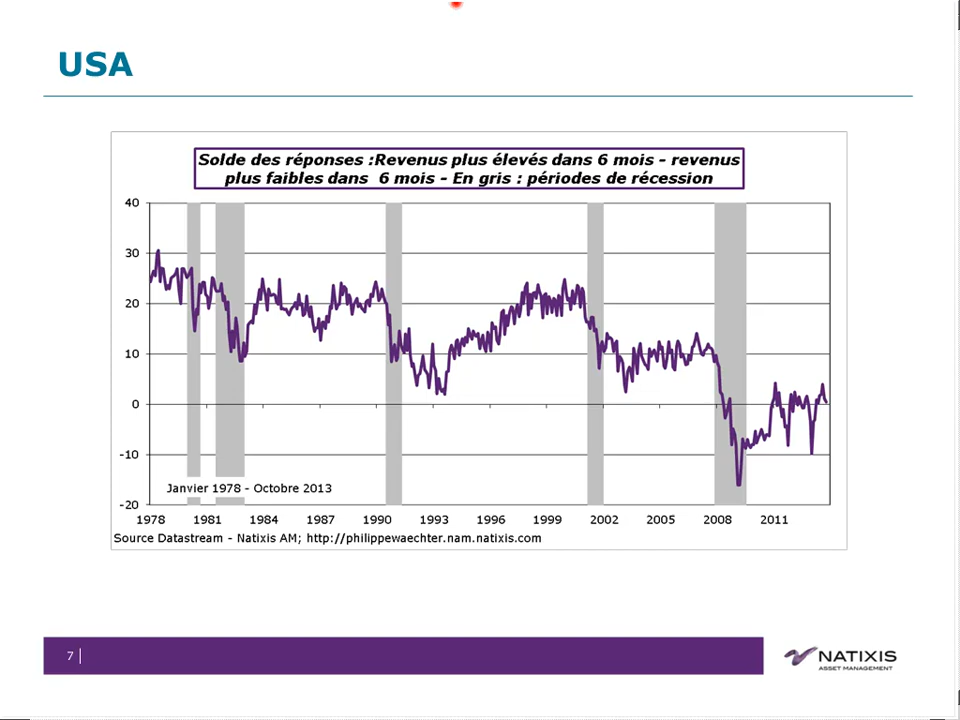 USA
Solde des réponses :Revenus plus élevés dans 6 mois - revenus
plus faibles dans 6 mois - En gris : périodes de récession
40
30
20
10
0
-10
-20
Janvier 1978 - Octobre 2013
1978 1981 1984 1987 1990 1993 1996 1999 2002 2005 2008 2011
Source Datastream - Natixis AM; http://philippewaechter.nam.natixis.com
7
NATIXIS
ASSET MANAGEMENT